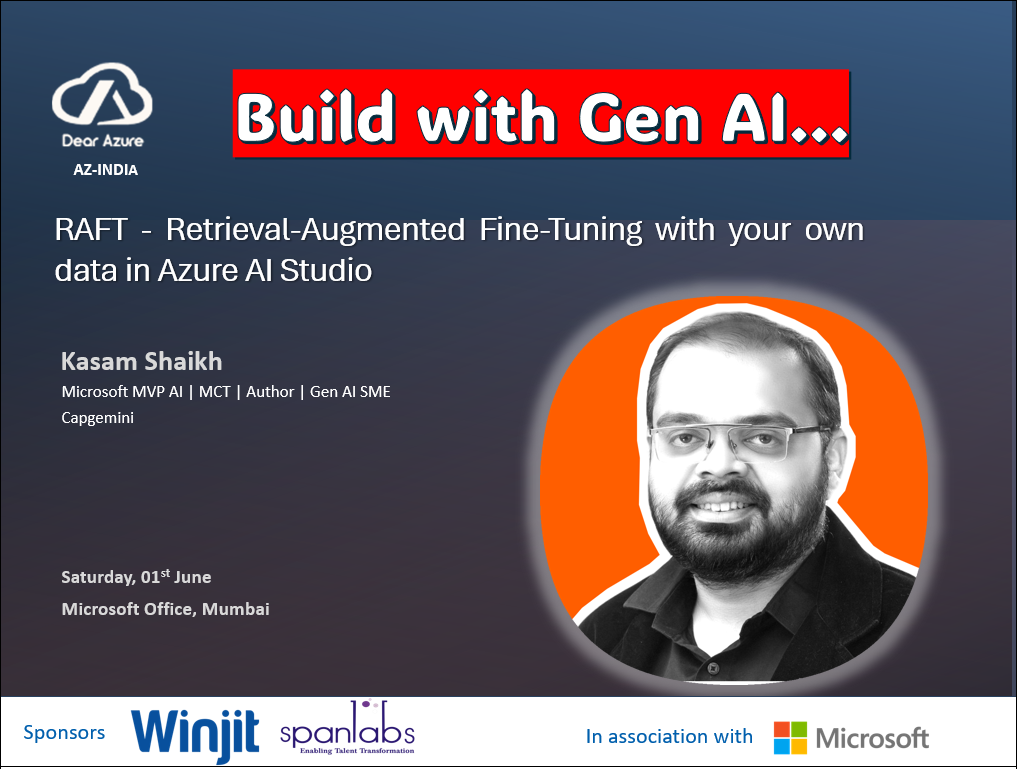 Dear Azure
AZ-INDIA
Build with Gen AI...
RAFT - Retrieval-Augmented Fine-Tuning with your own
data in Azure AI Studio
Kasam Shaikh
Microsoft MVP AI | MCT | Author | Gen AI SME
Capgemini
Saturday, 01st June
Microsoft Office, Mumbai
Sponsors
Winjit
spanlabs
Enabling Talent Transformation
In association with
Microsoft